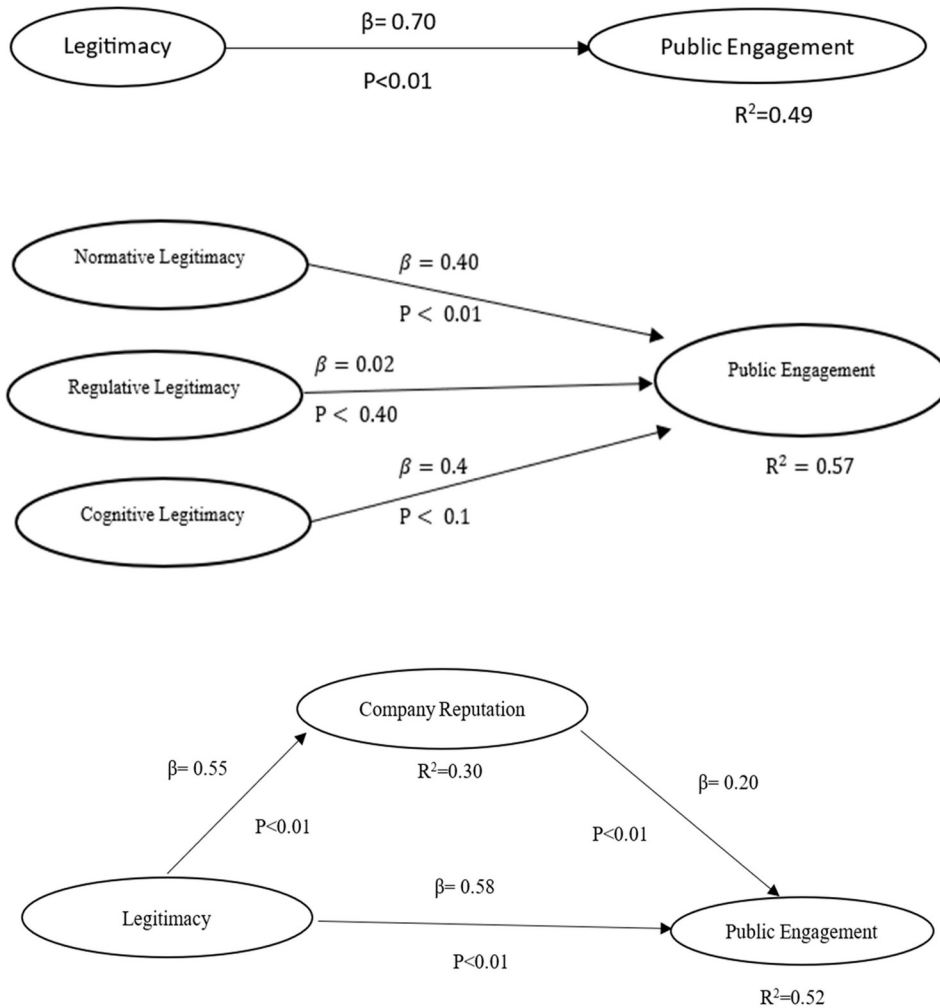 β= 0.70
Legitimacy
Public Engagement
P<0.01
R²=0.49
Normative Legitimacy
β = 0.40
P < 0.01
β = 0.02
Regulative Legitimacy
Public Engagement
P < 0.40
β = 0.4
R² = 0.57
Cognitive Legitimacy
P < 0.1
Company Reputation
β= 0.55
R²=0.30
β= 0.20
P<0.01
P<0.01
β= 0.58
Legitimacy
Public Engagement
P<0.01
R²=0.52